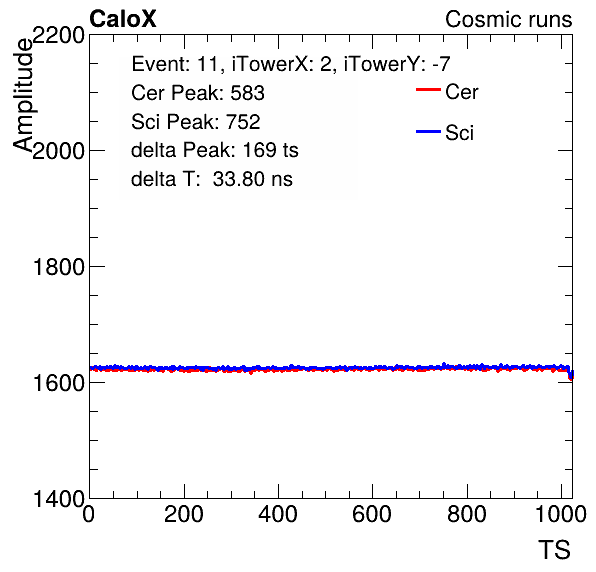 CaloX Cosmic runs
Amplitude
2200
2000
1800
1600
1400
Event: 11, iTowerX: 2, iTowerY: -7
Cer Peak: 583
Sci Peak: 752
delta Peak: 169 ts
delta T: 33.80 ns
Cer
Sci
0 200 400 600 800 1000
TS